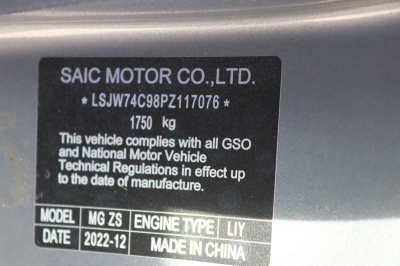 SAIC MOTOR CO.,LTD.
*LSJW74C98PZ117076*
1750 kg
This vehicle complies with all GSO
and National Motor Vehicle
Technical Regulations in effect up
to the date of manufacture.
MODEL MG ZS ENGINE TYPE LIY
DATE 2022-12 MADE IN CHINA